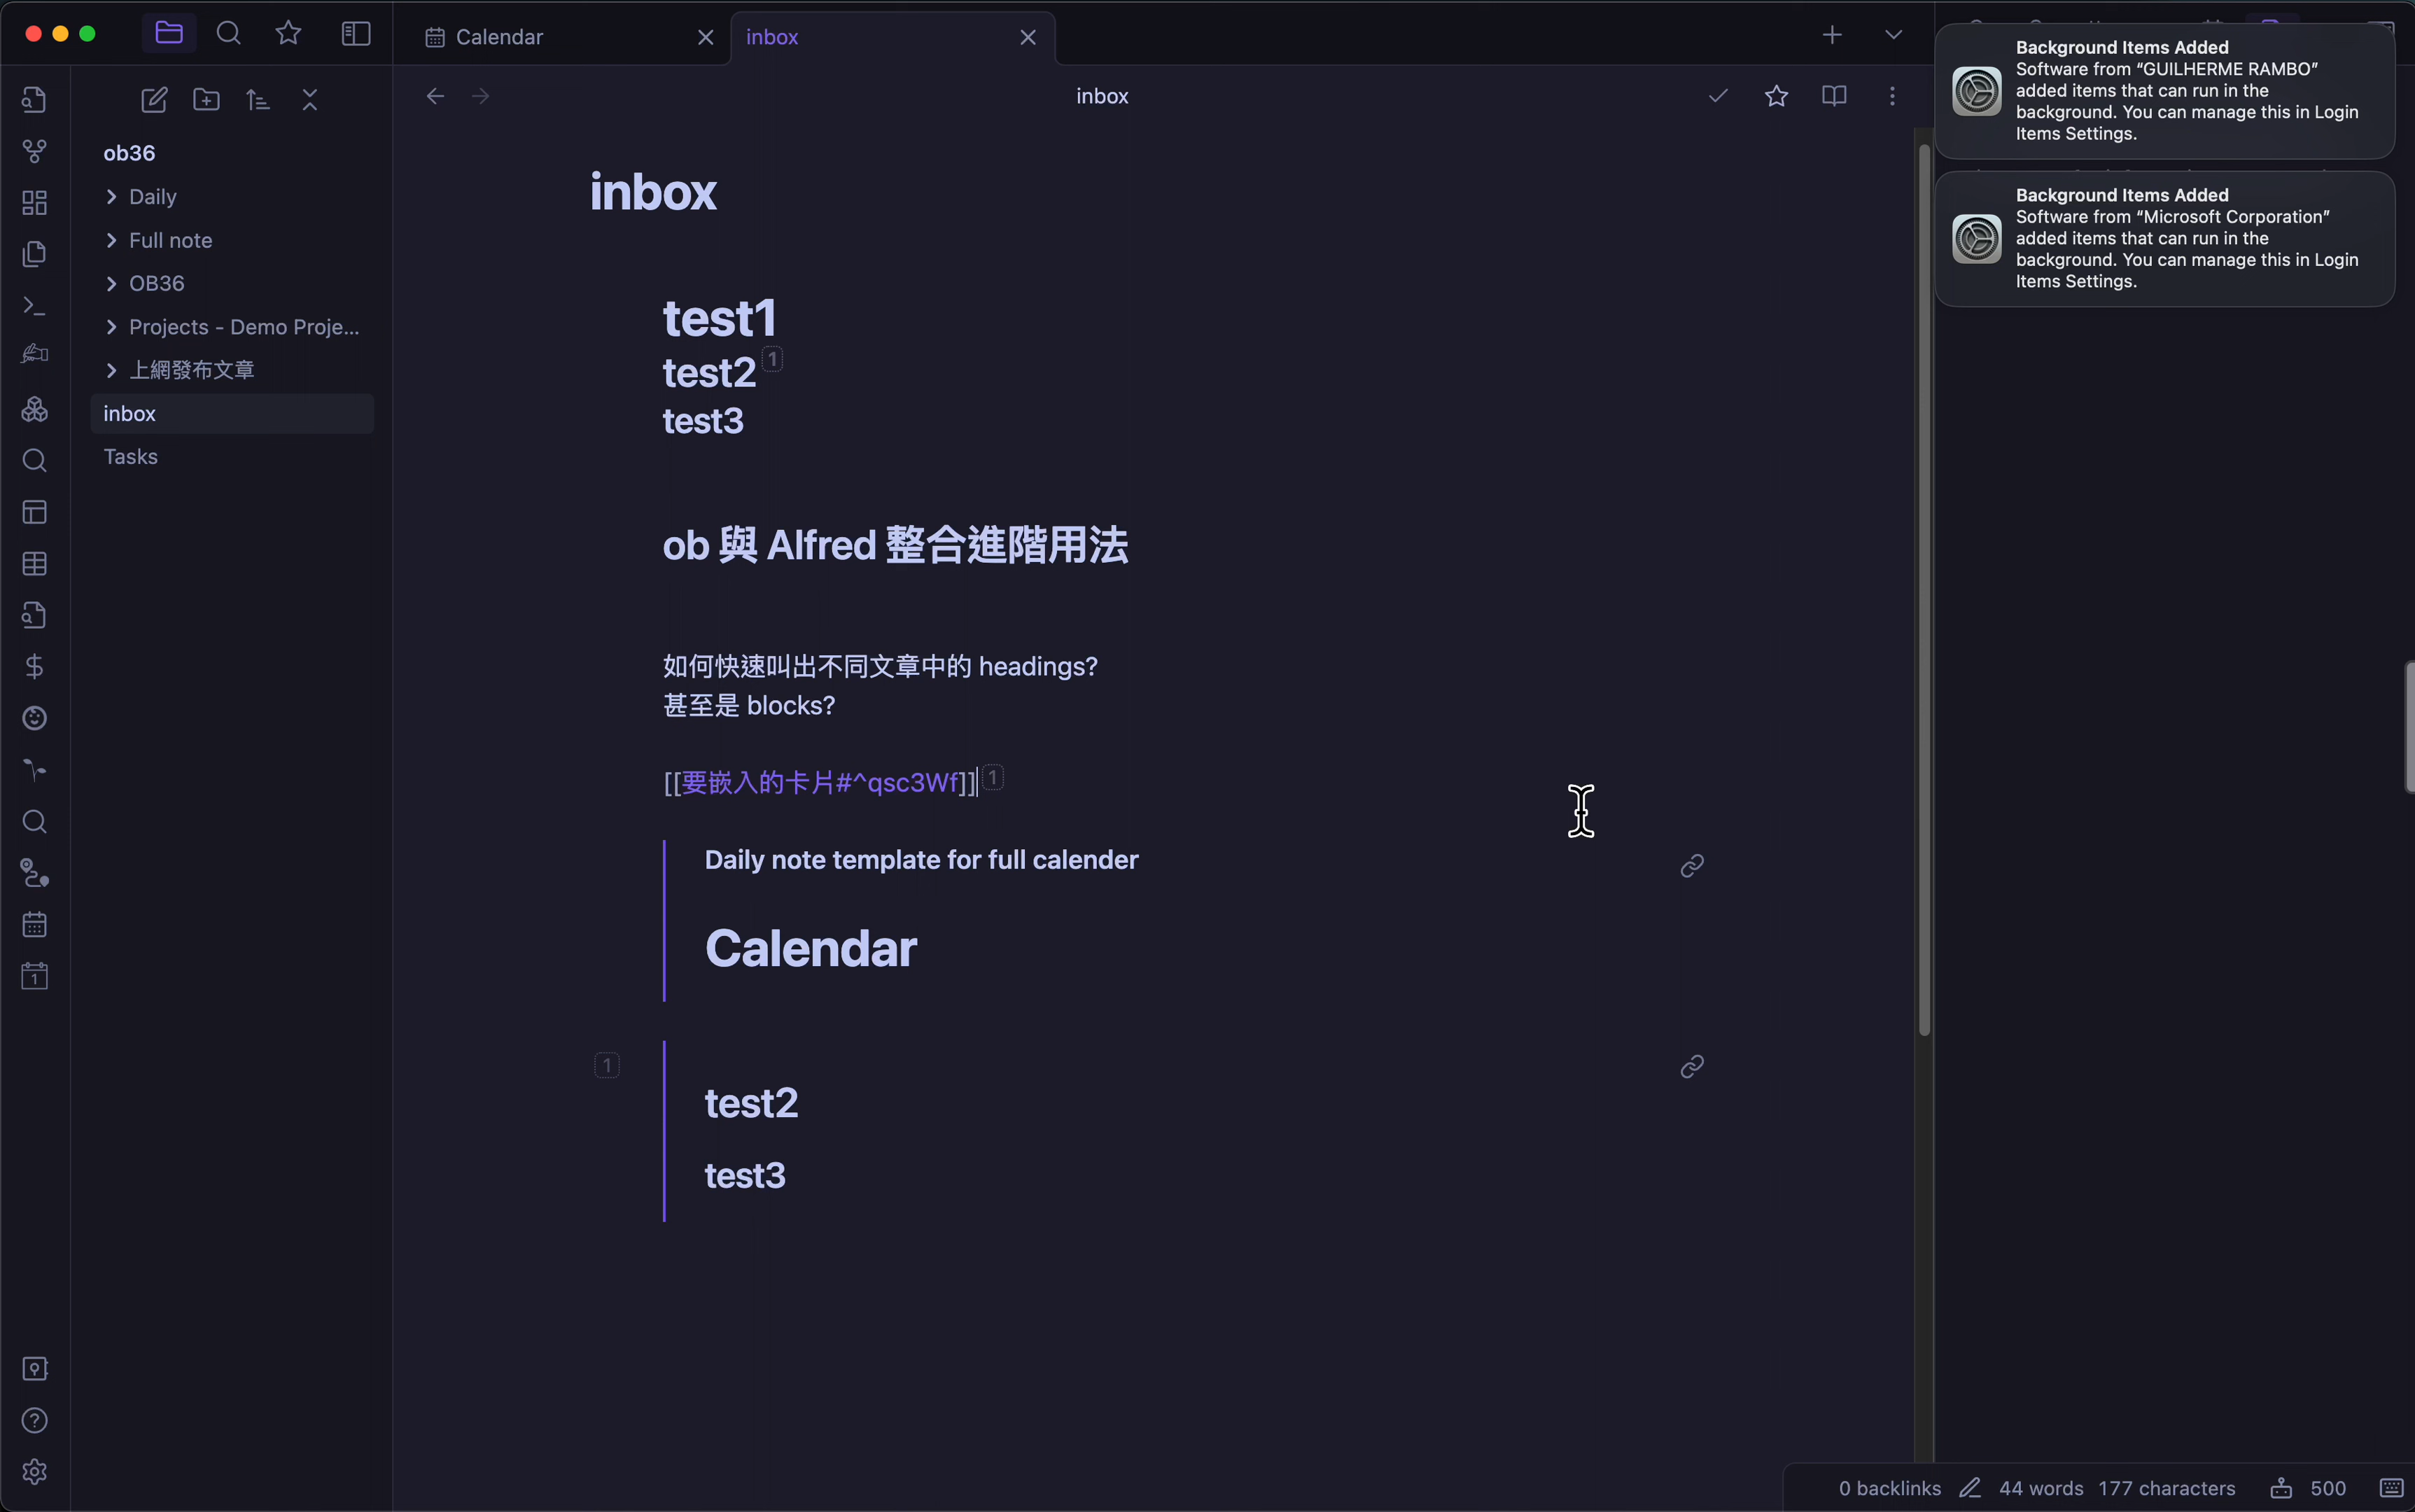 Calendar
inbox
inbox
ob36
Daily
Full note
OB36
Projects - Demo Proje...
上網發布文章
inbox
Tasks
inbox
test1
test2 1
test3
ob 與 Alfred 整合進階用法
如何快速叫出不同文章中的 headings?
甚至是 blocks?
[[要嵌入的卡片#^qsc3Wf]] 1
Daily note template for full calender
Calendar
1
test2
test3
Background Items Added
Software from “GUILHERME RAMBO”
added items that can run in the
background. You can manage this in Login
Items Settings.
Background Items Added
Software from “Microsoft Corporation”
added items that can run in the
background. You can manage this in Login
Items Settings.
1
0 backlinks 44 words 177 characters 500